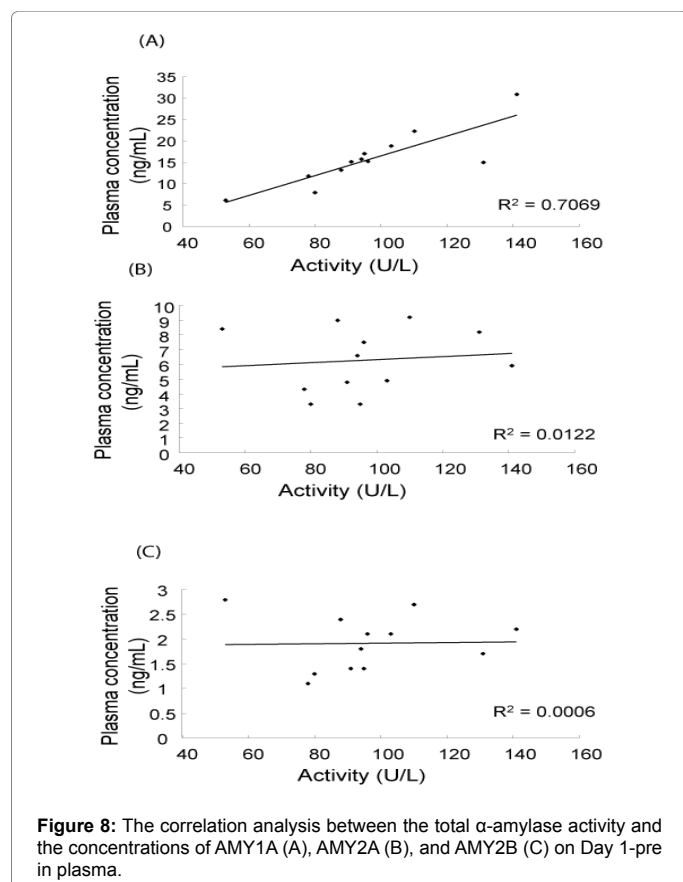 (A)
Plasma concentration
(ng/mL)
35
30
25
20
15
10
5
0
40 60 80 100 120 140 160
R² = 0.7069
Activity (U/L)
(B)
Plasma concentration
(ng/mL)
10
9
8
7
6
5
4
3
2
1
0
40 60 80 100 120 140 160
R² = 0.0122
Activity (U/L)
(C)
Plasma concentration
(ng/mL)
3
2.5
2
1.5
1
0.5
0
40 60 80 100 120 140 160
R² = 0.0006
Activity (U/L)
Figure 8: The correlation analysis between the total α-amylase activity and
the concentrations of AMY1A (A), AMY2A (B), and AMY2B (C) on Day 1-pre
in plasma.